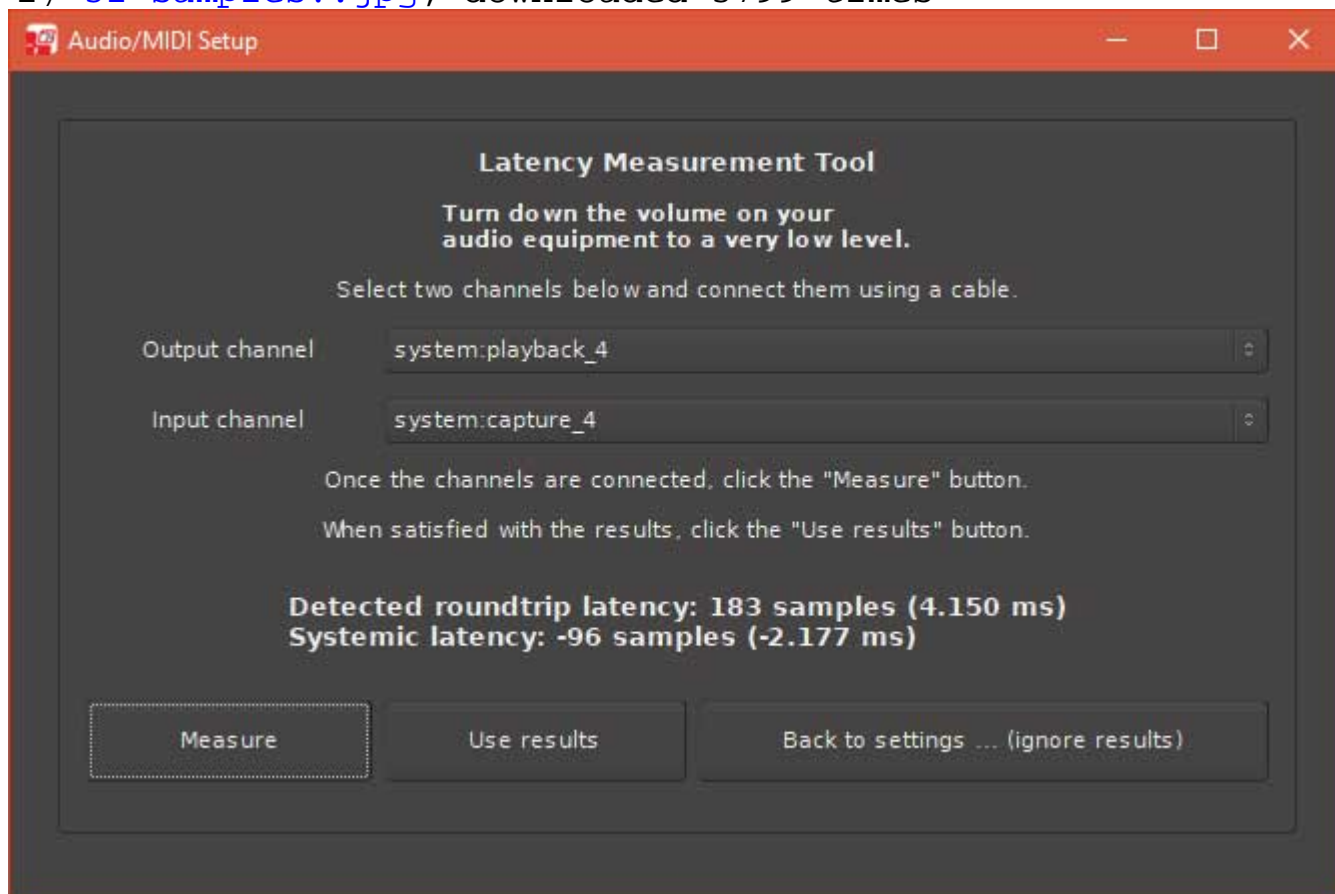 downloaded 8799 times
Audio/MIDI Setup
Latency Measurement Tool
Turn down the volume on your
audio equipment to a very low level.
Select two channels below and connect them using a cable.
Output channel system:playback_4
Input channel system:capture_4
Once the channels are connected, click the "Measure" button.
When satisfied with the results, click the "Use results" button.
Detected roundtrip latency: 183 samples (4.150 ms)
Systemic latency: -96 samples (-2.177 ms)
Measure Use results Back to settings ... (ignore results)